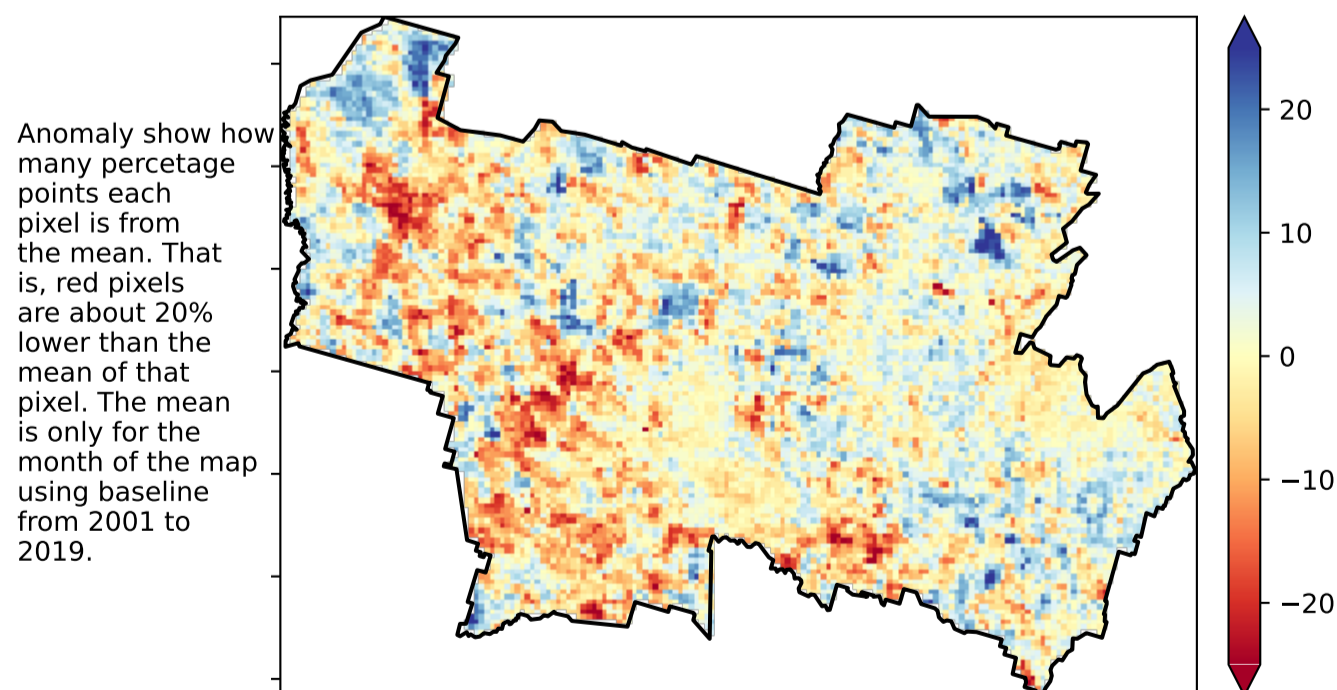 Anomaly show how
many percetage
points each
pixel is from
the mean. That
is, red pixels
are about 20%
lower than the
mean of that
pixel. The mean
is only for the
month of the map
using baseline
from 2001 to
2019.
20
10
0
−10
−20